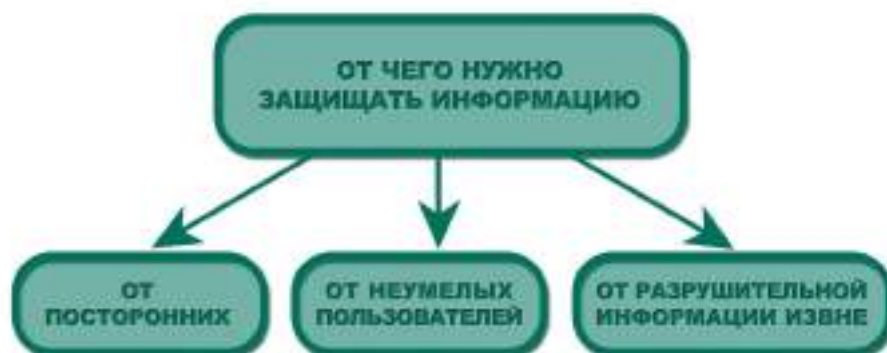 ОТ ЧЕГО НУЖНО
ЗАЩИЩАТЬ ИНФОРМАЦИЮ
ОТ
ПОСТОРОННИХ
ОТ НЕУМЕЛЫХ
ПОЛЬЗОВАТЕЛЕЙ
ОТ РАЗРУШИТЕЛЬНОЙ
ИНФОРМАЦИИ ИЗВНЕ